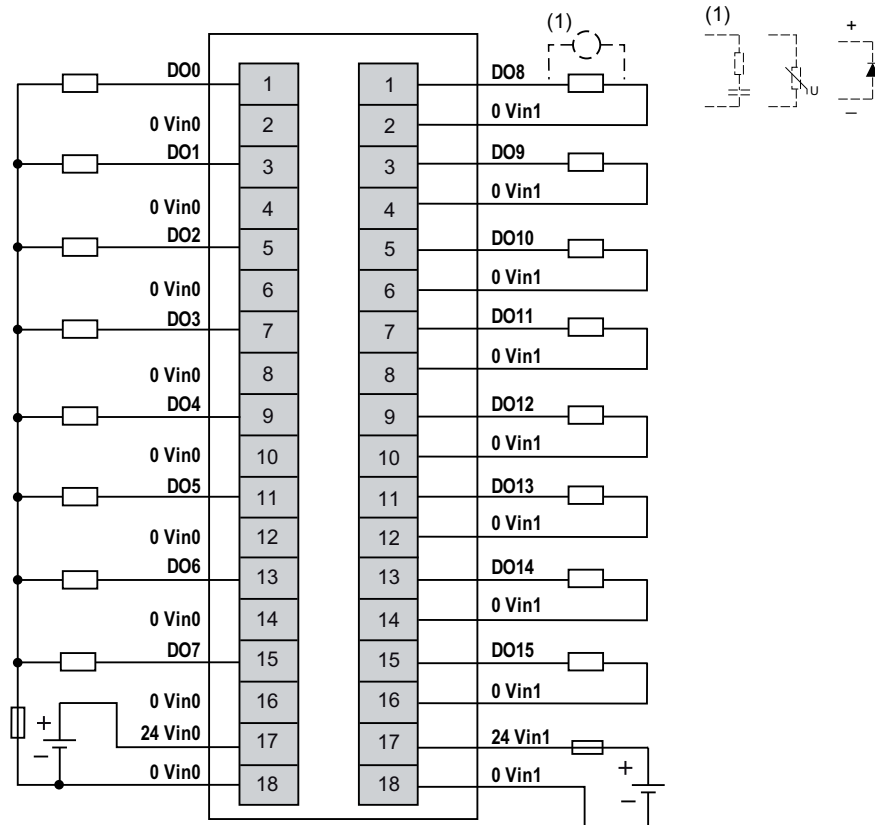 (1) (1)
+
U
–
DO0 1 1 DO8
0 Vin0 2 2 0 Vin1
DO1 3 3 DO9
0 Vin0 4 4 0 Vin1
DO2 5 5 DO10
0 Vin0 6 6 0 Vin1
DO3 7 7 DO11
0 Vin0 8 8 0 Vin1
DO4 9 9 DO12
0 Vin0 10 10 0 Vin1
DO5 11 11 DO13
0 Vin0 12 12 0 Vin1
DO6 13 13 DO14
0 Vin0 14 14 0 Vin1
DO7 15 15 DO15
0 Vin0 16 16 0 Vin1
+ 24 Vin0 17 17 24 Vin1
– 0 Vin0 18 18 0 Vin1 +
–